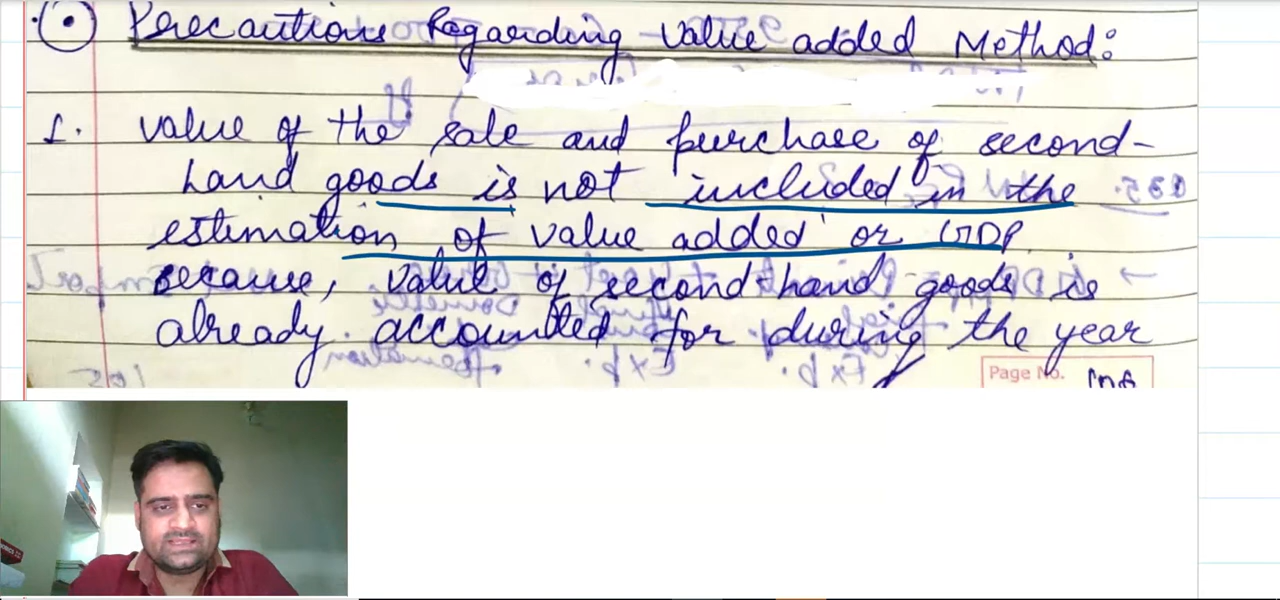 Precautions Regarding value added Method:
1. value of the sale and purchase of second-
hand goods is not included in the
estimation of value added or GDP
because, value of second-hand goods is
already accounted for during the year
Page No.